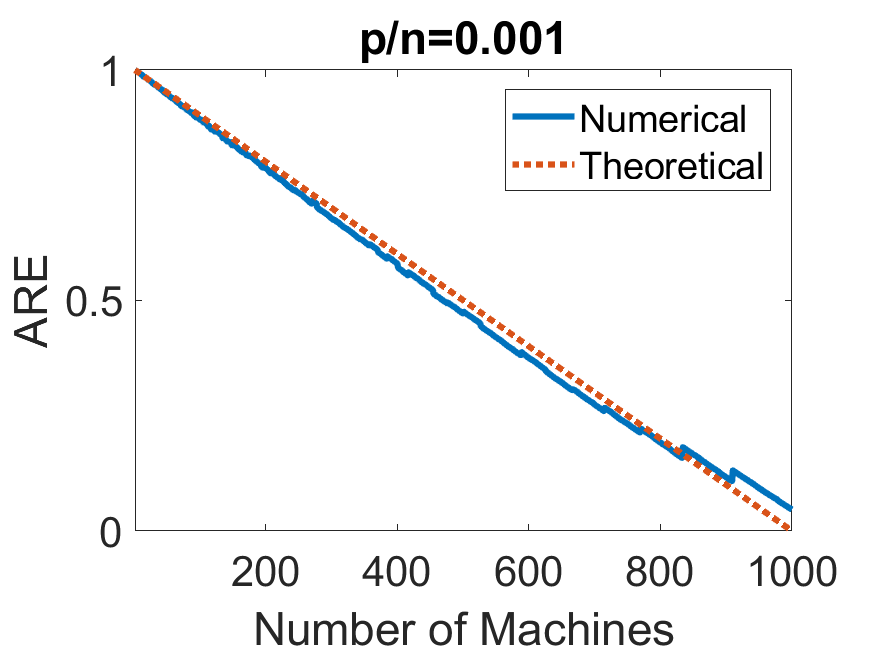 p/n=0.001
1
0.5
0
ARE
Numerical
Theoretical
200 400 600 800 1000
Number of Machines